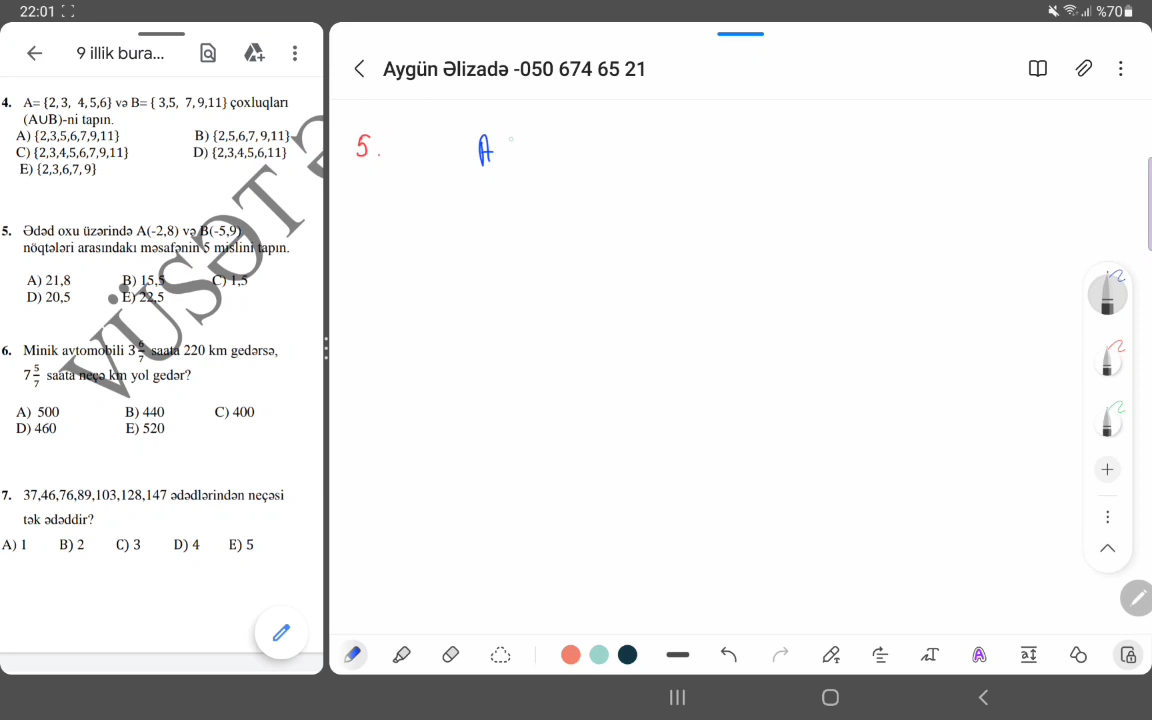 22:01
%70
9 illik bura...
4. A= {2,3, 4,5,6} və B= { 3,5, 7,9,11} çoxluqları
(A∪B)-ni tapın.
A) {2,3,5,6,7,9,11} B) {2,5,6,7,9,11}
C) {2,3,4,5,6,7,9,11} D) {2,3,4,5,6,11}
E) {2,3,6,7,9}
5. Ədəd oxu üzərində A(-2,8) və B(-5,9)
nöqtələri arasındakı məsafənin 5 mislini tapın.
A) 21,8 B) 15,5 C) 1,5
D) 20,5 E) 22,5
6. Minik avtomobili 3 6/7 saata 220 km gedərsə,
7 5/7 saata neçə km yol gedər?
A) 500 B) 440 C) 400
D) 460 E) 520
7. 37,46,76,89,103,128,147 ədədlərindən neçəsi
tək ədəddir?
A) 1 B) 2 C) 3 D) 4 E) 5
VÜSƏT Ə
Aygün Əlizadə -050 674 65 21
5. A